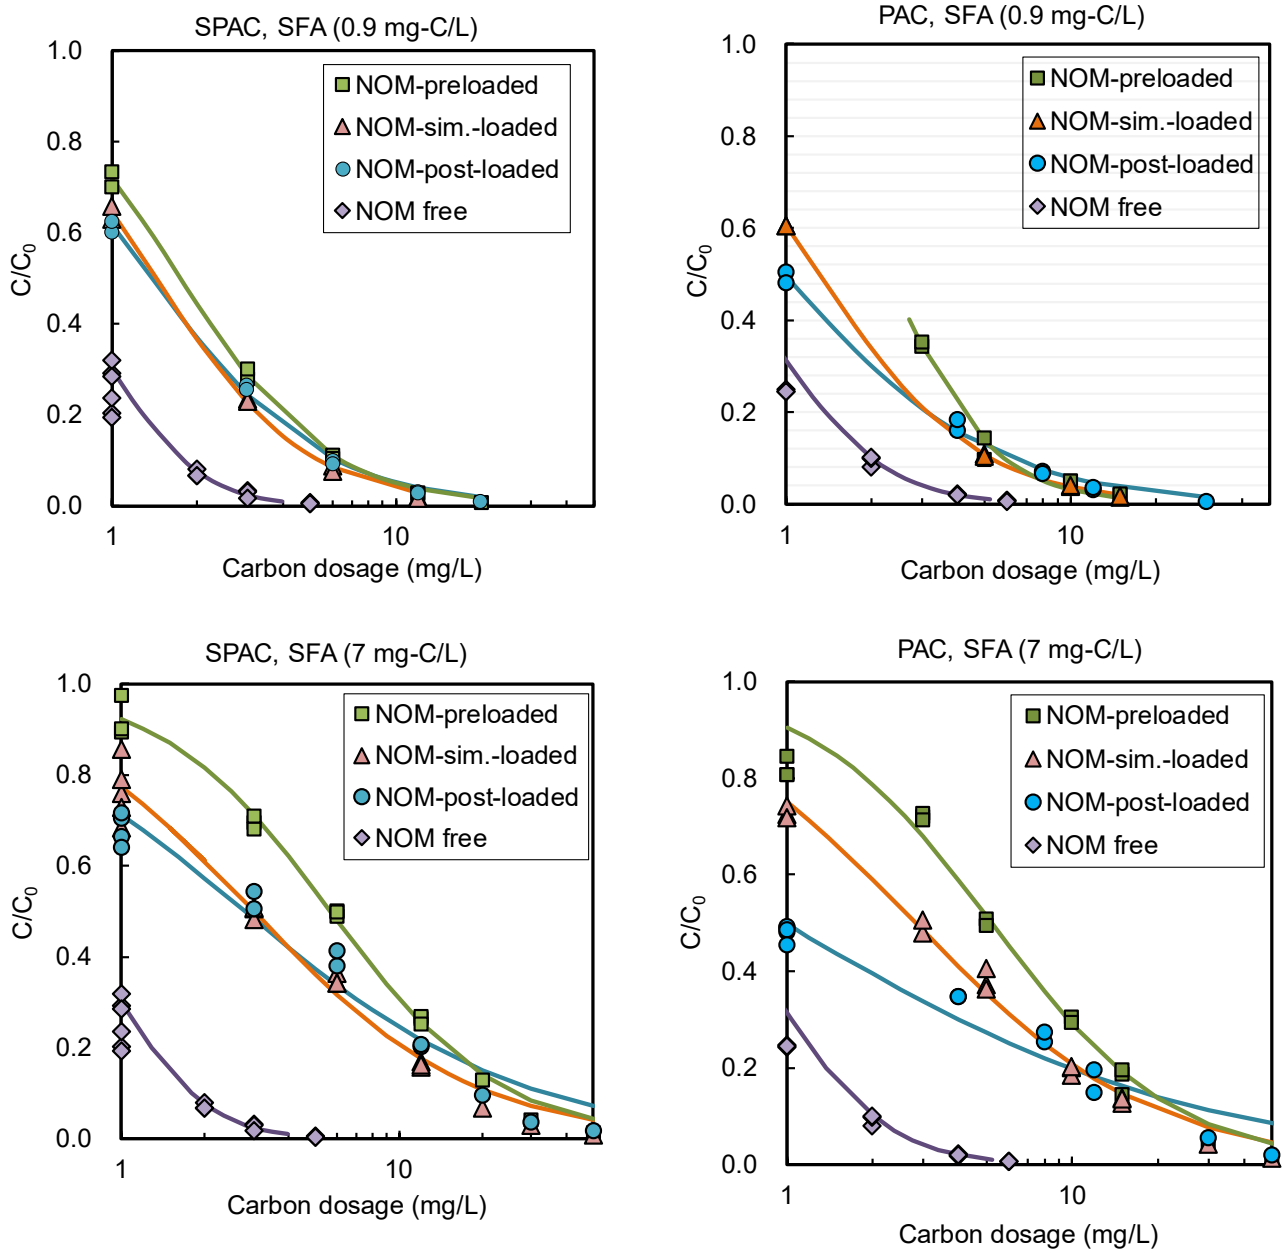 SPAC, SFA (0.9 mg-C/L)
1.0
0.8
0.6
0.4
0.2
0.0
C/C0
NOM-preloaded
NOM-sim.-loaded
NOM-post-loaded
NOM free
1
10
Carbon dosage (mg/L)
PAC, SFA (0.9 mg-C/L)
1.0
0.8
0.6
0.4
0.2
0.0
C/C0
NOM-preloaded
NOM-sim.-loaded
NOM-post-loaded
NOM free
1
10
Carbon dosage (mg/L)
SPAC, SFA (7 mg-C/L)
1.0
0.8
0.6
0.4
0.2
0.0
C/C0
NOM-preloaded
NOM-sim.-loaded
NOM-post-loaded
NOM free
1
10
Carbon dosage (mg/L)
PAC, SFA (7 mg-C/L)
1.0
0.8
0.6
0.4
0.2
0.0
C/C0
NOM-preloaded
NOM-sim.-loaded
NOM-post-loaded
NOM free
1
10
Carbon dosage (mg/L)